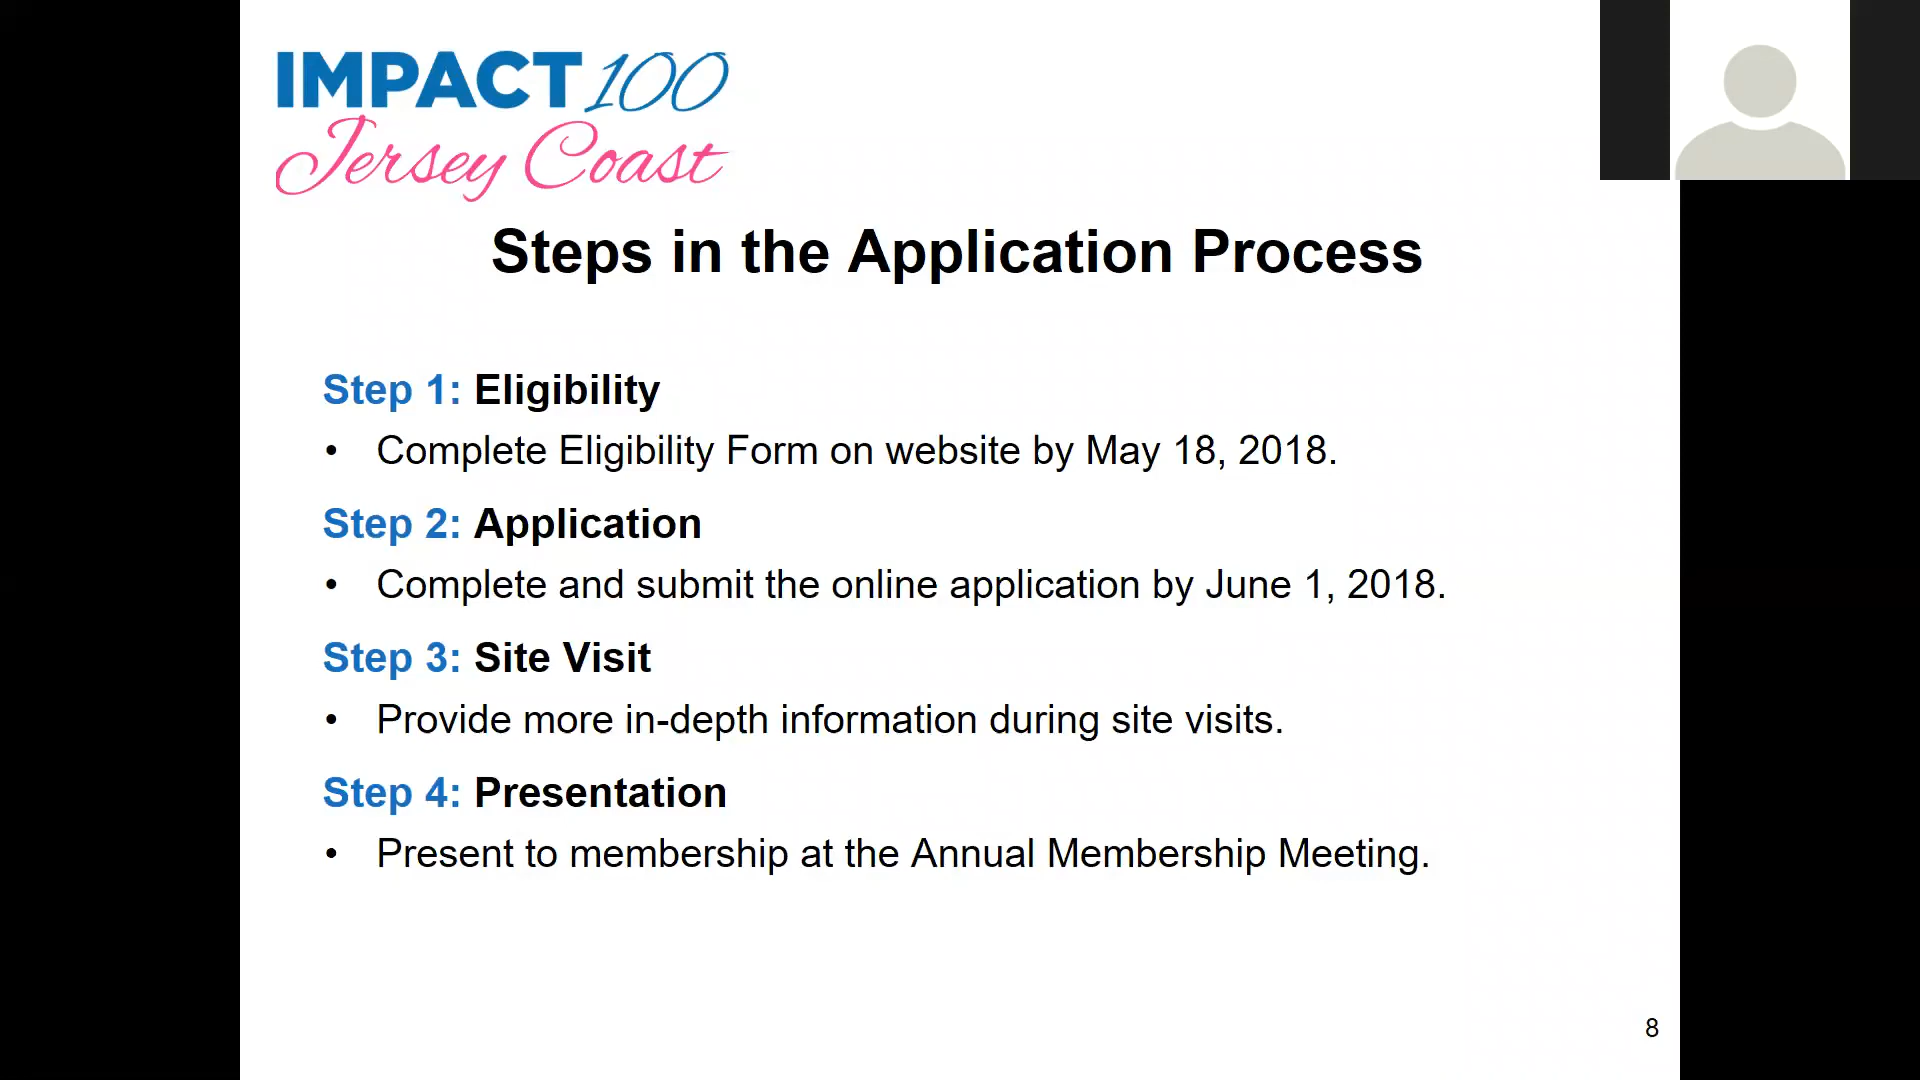 IMPACT 100
Jersey Coast
Steps in the Application Process
Step 1: Eligibility
• Complete Eligibility Form on website by May 18, 2018.
Step 2: Application
• Complete and submit the online application by June 1, 2018.
Step 3: Site Visit
• Provide more in-depth information during site visits.
Step 4: Presentation
• Present to membership at the Annual Membership Meeting.
8